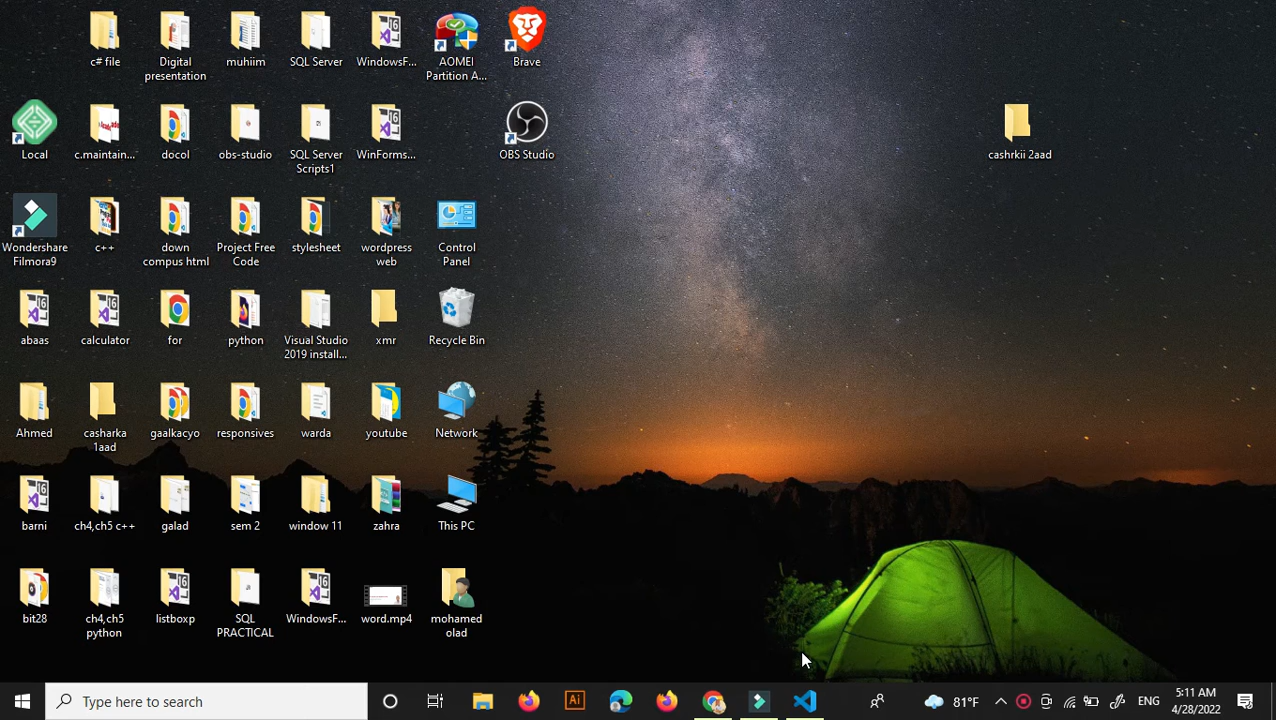 c# file
Digital
presentation
muhiim
SQL Server
WindowsF...
AOMEI
Partition A...
Brave
Local
c.maintain...
docol
obs-studio
SQL Server
Scripts1
WinForms...
OBS Studio
cashrkii 2aad
Wondershare
Filmora9
c++
down
compus html
Project Free
Code
stylesheet
wordpress
web
Control
Panel
abaas
calculator
for
python
Visual Studio
2019 install...
xmr
Recycle Bin
Ahmed
casharka
1aad
gaalkacyo
responsives
warda
youtube
Network
barni
ch4,ch5 c++
galad
sem 2
window 11
zahra
This PC
bit28
ch4,ch5
python
listboxp
SQL
PRACTICAL
WindowsF...
word.mp4
mohamed
olad
Type here to search
Ai
81°F
ENG
5:11 AM
4/28/2022